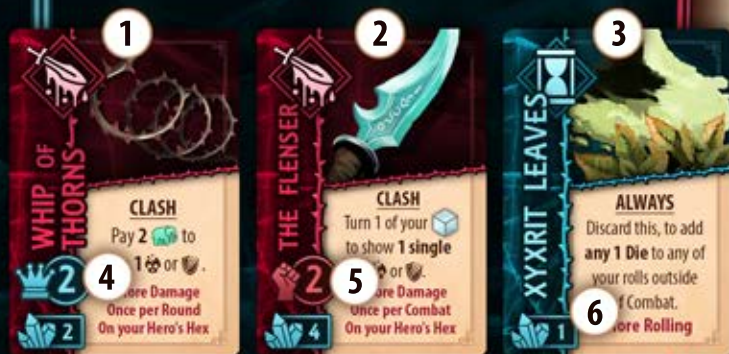 1
2
3
WHIP OF
THORNS
CLASH
Pay 2 to
1 or .
Damage
Once per Round
On your Hero's Hex
2
4
2
THE FLENSER
CLASH
Turn 1 of your
to show 1 single
or .
Damage
Once per Combat
On your Hero's Hex
2
5
4
XYXRIT LEAVES
ALWAYS
Discard this, to add
any 1 Die to any of
your rolls outside
Combat.
Rolling
6
1